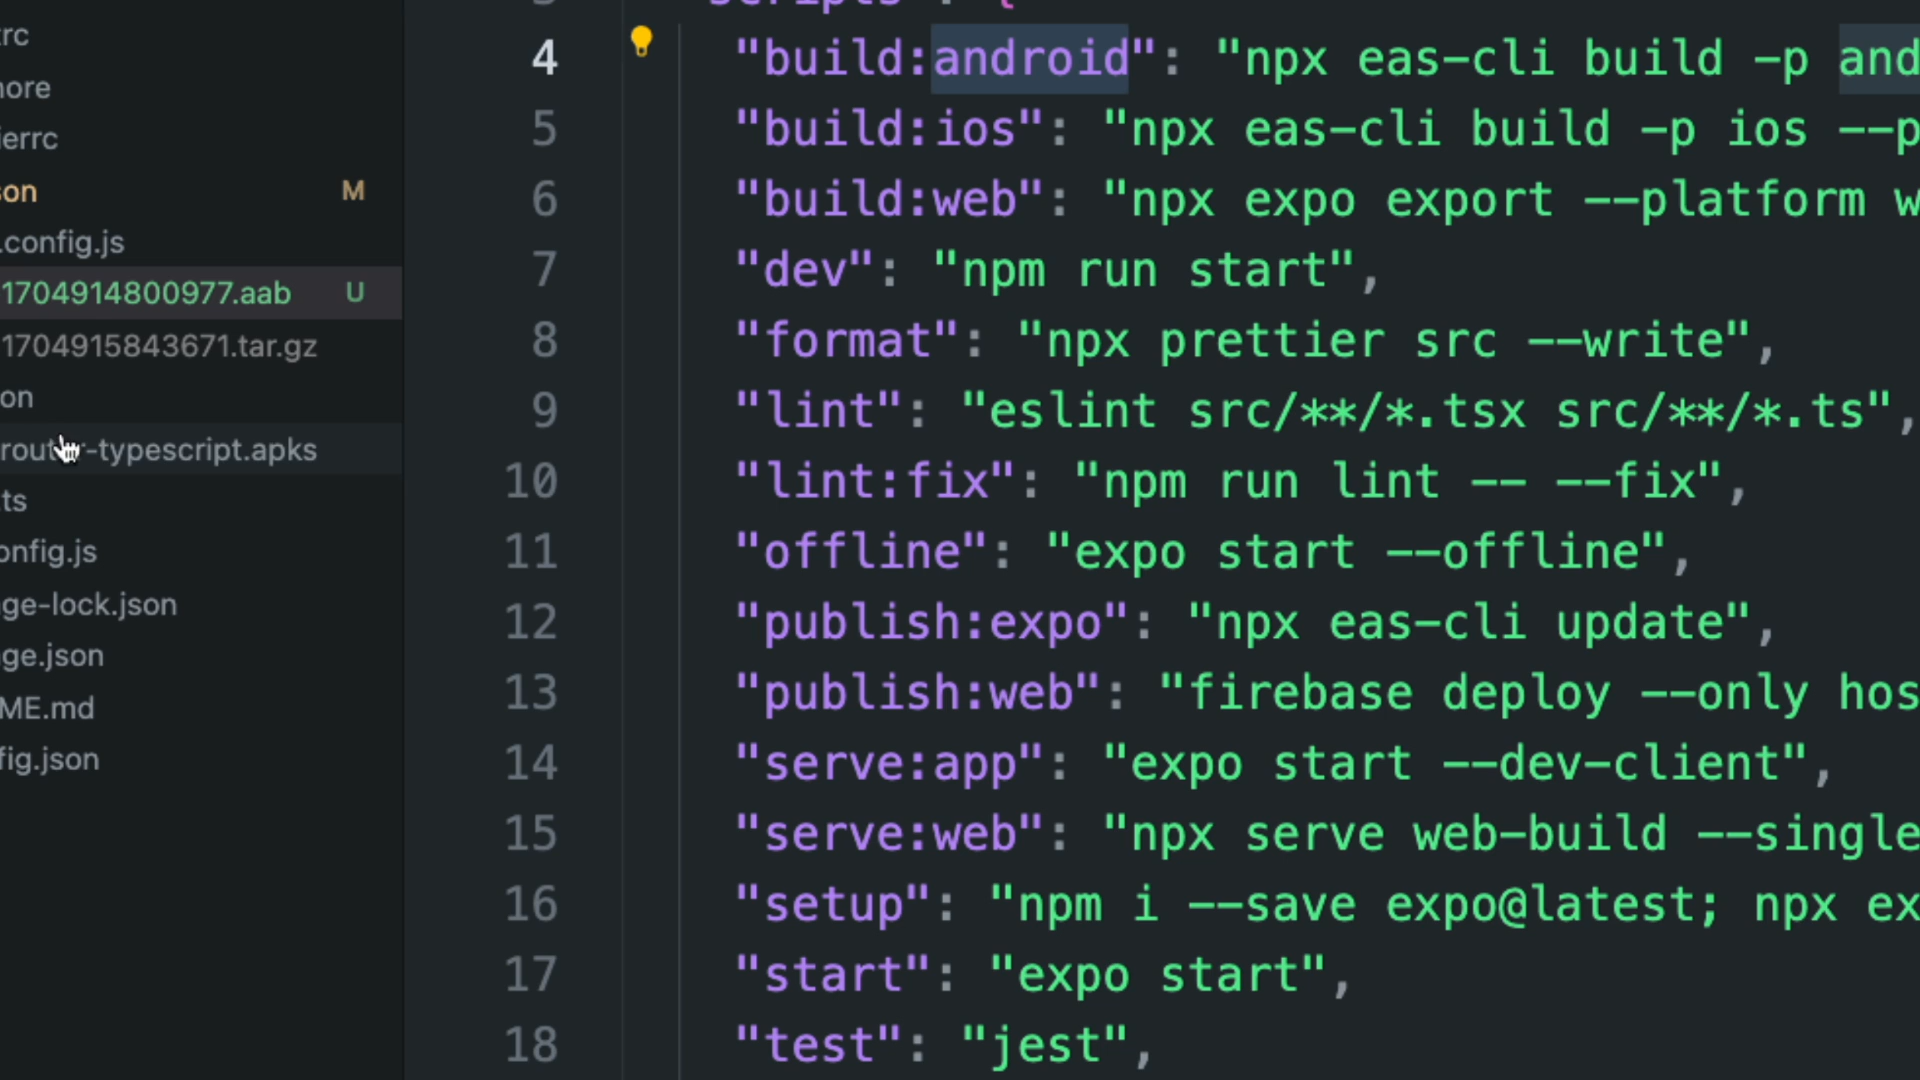 rc
ore
ierrc
son M
.config.js
1704914800977.aab U
1704915843671.tar.gz
on
-typescript.apks
ts
onfig.js
ge-lock.json
ge.json
ME.md
fig.json
scripts": {
4 "build:android": "npx eas-cli build -p and
5 "build:ios": "npx eas-cli build -p ios --p
6 "build:web": "npx expo export --platform w
7 "dev": "npm run start",
8 "format": "npx prettier src --write",
9 "lint": "eslint src/**/*.tsx src/**/*.ts",
10 "lint:fix": "npm run lint -- --fix",
11 "offline": "expo start --offline",
12 "publish:expo": "npx eas-cli update",
13 "publish:web": "firebase deploy --only hos
14 "serve:app": "expo start --dev-client",
15 "serve:web": "npx serve web-build --single
16 "setup": "npm i --save expo@latest; npx ex
17 "start": "expo start",
18 "test": "jest",